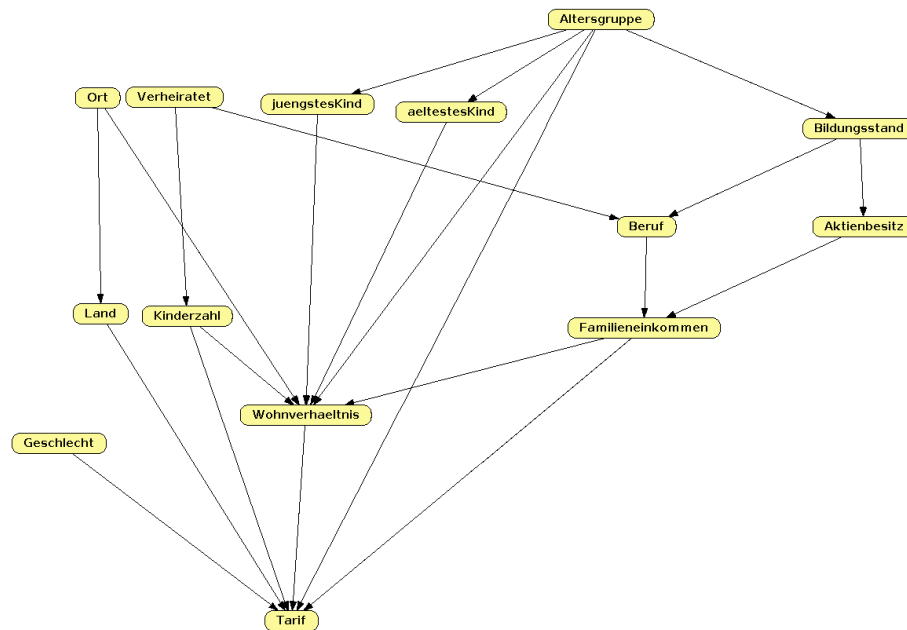 Altersgruppe
Ort
Verheiratet
juengstesKind
aeltestesKind
Bildungsstand
Beruf
Aktienbesitz
Land
Kinderzahl
Familieneinkommen
Wohnverhaeltnis
Geschlecht
Tarif